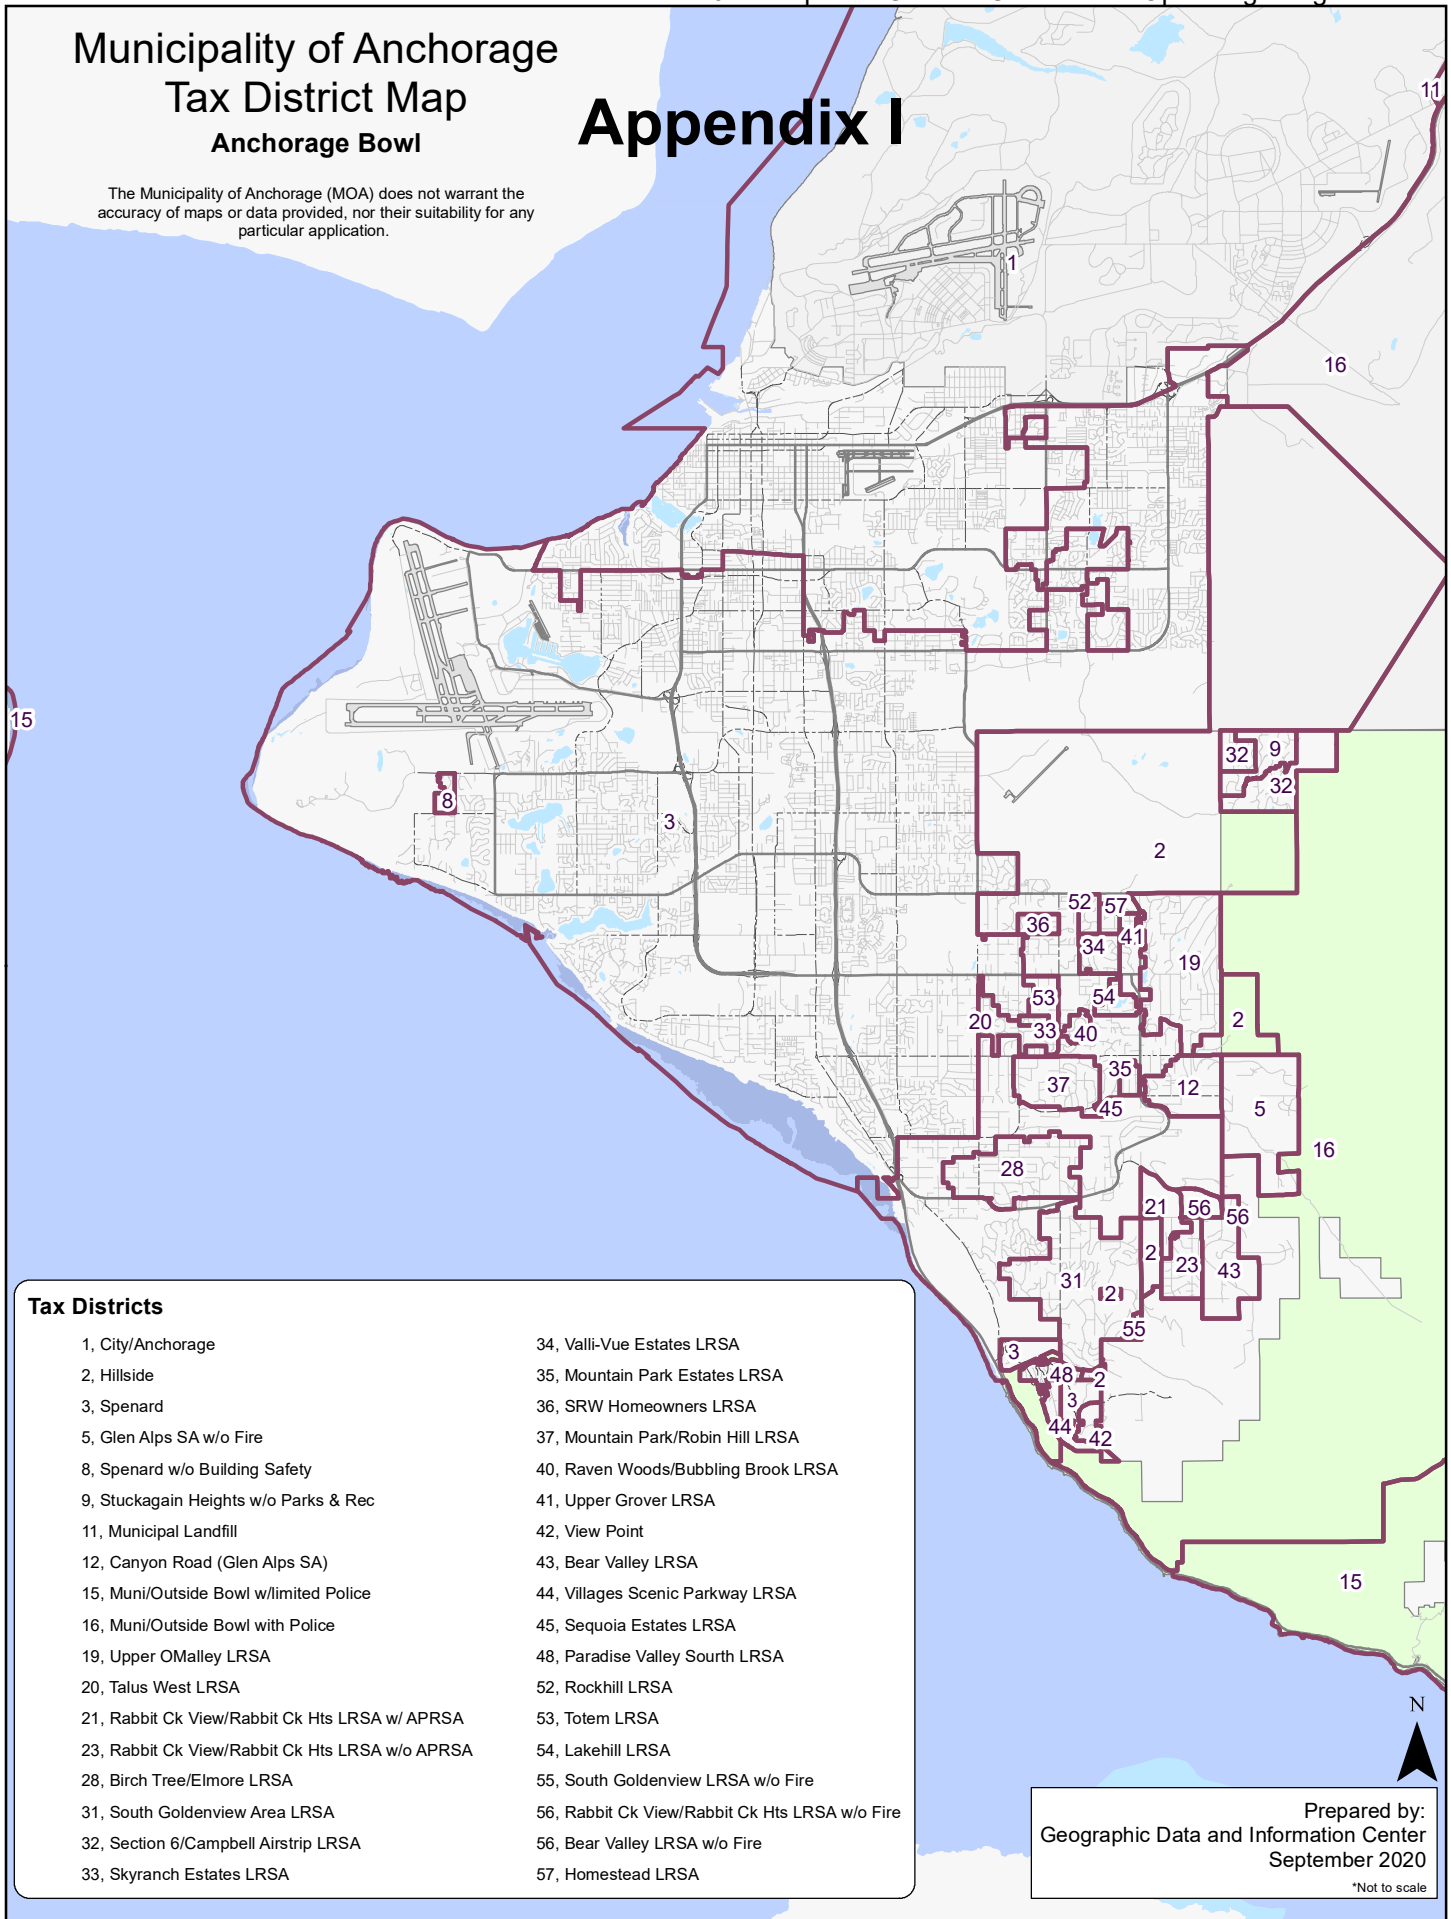 Municipality of Anchorage
Tax District Map
Anchorage Bowl
Appendix I
The Municipality of Anchorage (MOA) does not warrant the
accuracy of maps or data provided, nor their suitability for any
particular application.
11
1
16
15
32
9
32
8
3
2
52
57
36
41
34
19
53
54
20
2
33
40
35
37
12
45
5
16
28
21
56
56
2
23
43
31
2
55
3
48
2
3
44
42
15
Tax Districts
1, City/Anchorage
2, Hillside
3, Spenard
5, Glen Alps SA w/o Fire
8, Spenard w/o Building Safety
9, Stuckagain Heights w/o Parks & Rec
11, Municipal Landfill
12, Canyon Road (Glen Alps SA)
15, Muni/Outside Bowl w/limited Police
16, Muni/Outside Bowl with Police
19, Upper OMalley LRSA
20, Talus West LRSA
21, Rabbit Ck View/Rabbit Ck Hts LRSA w/ APRSA
23, Rabbit Ck View/Rabbit Ck Hts LRSA w/o APRSA
28, Birch Tree/Elmore LRSA
31, South Goldenview Area LRSA
32, Section 6/Campbell Airstrip LRSA
33, Skyranch Estates LRSA
34, Valli-Vue Estates LRSA
35, Mountain Park Estates LRSA
36, SRW Homeowners LRSA
37, Mountain Park/Robin Hill LRSA
40, Raven Woods/Bubbling Brook LRSA
41, Upper Grover LRSA
42, View Point
43, Bear Valley LRSA
44, Villages Scenic Parkway LRSA
45, Sequoia Estates LRSA
48, Paradise Valley Sourth LRSA
52, Rockhill LRSA
53, Totem LRSA
54, Lakehill LRSA
55, South Goldenview LRSA w/o Fire
56, Rabbit Ck View/Rabbit Ck Hts LRSA w/o Fire
56, Bear Valley LRSA w/o Fire
57, Homestead LRSA
N
Prepared by:
Geographic Data and Information Center
September 2020
*Not to scale